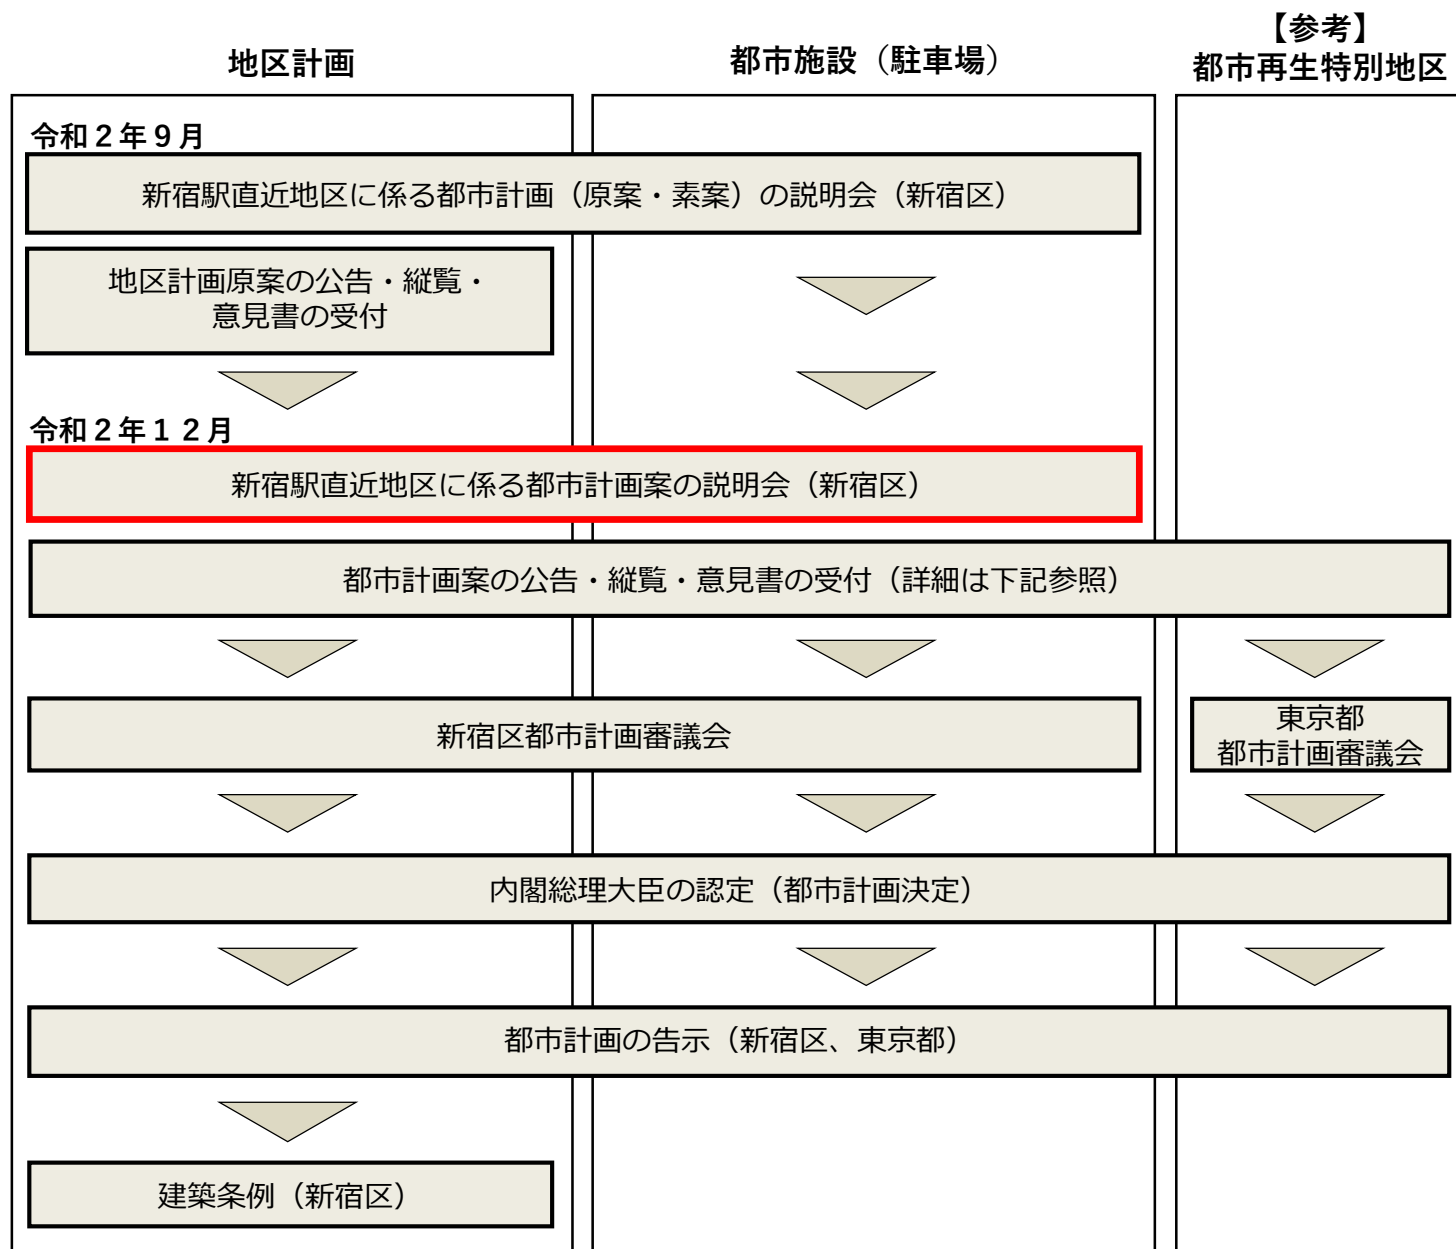 地区計画
都市施設（駐車場）
【参考】
都市再生特別地区
令和２年９月
新宿駅直近地区に係る都市計画（原案・素案）の説明会（新宿区）
地区計画原案の公告・縦覧・
意見書の受付
令和２年１２月
新宿駅直近地区に係る都市計画案の説明会（新宿区）
都市計画案の公告・縦覧・意見書の受付（詳細は下記参照）
新宿区都市計画審議会
東京都
都市計画審議会
内閣総理大臣の認定（都市計画決定）
都市計画の告示（新宿区、東京都）
建築条例（新宿区）